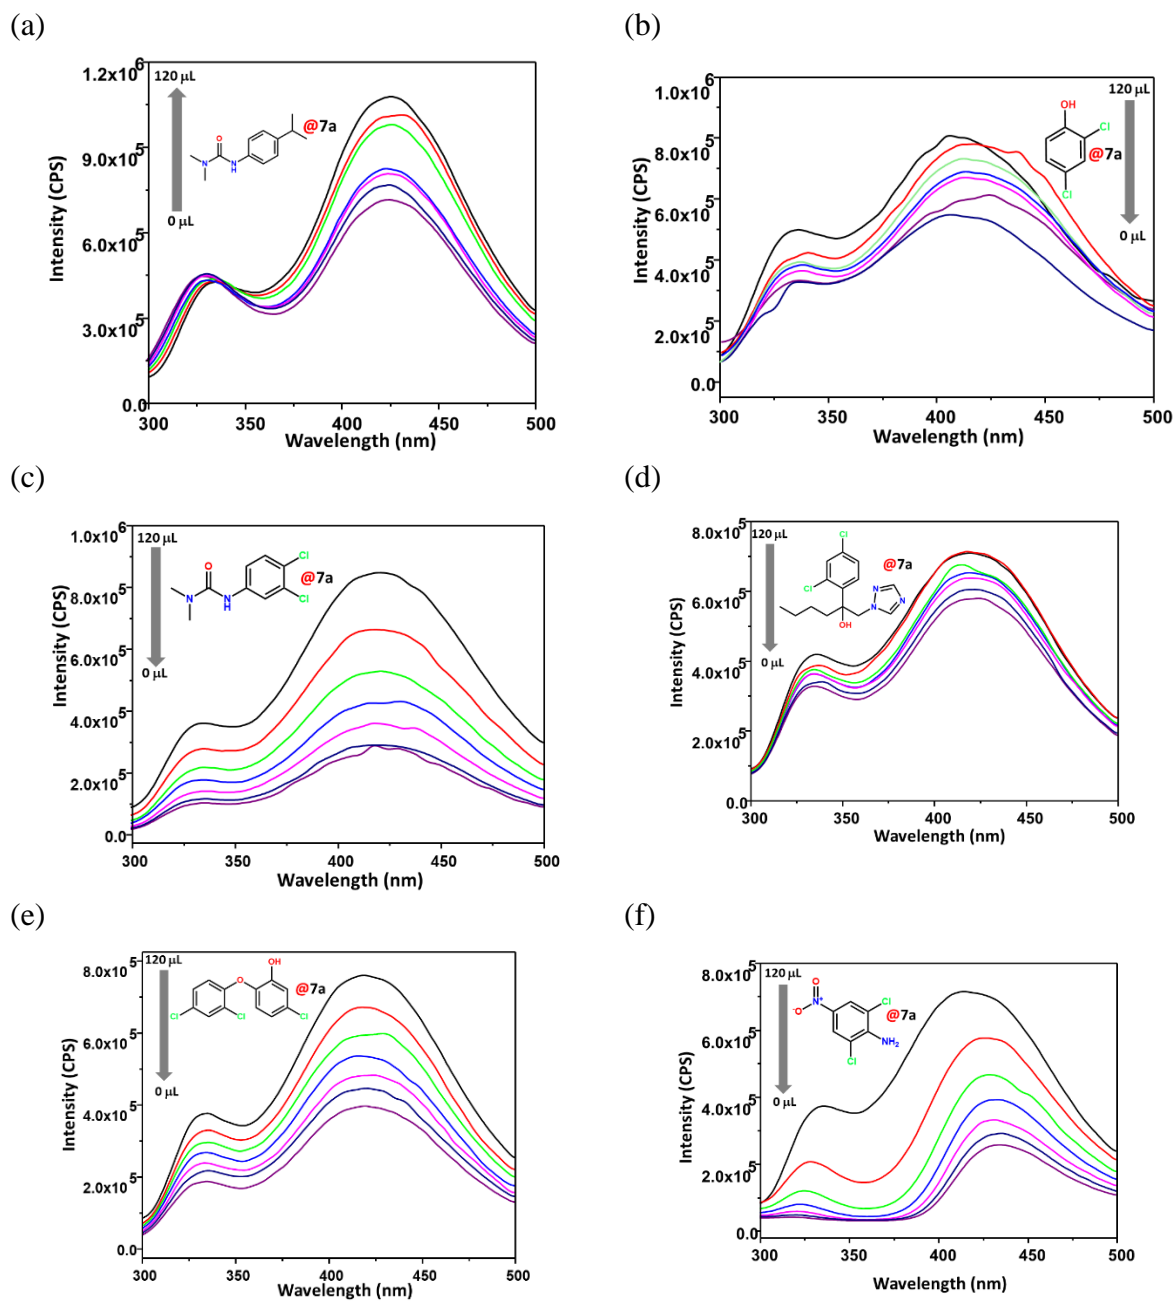 (a)
1.2x10 6
9.0x10 5
6.0x10 5
3.0x10 5
0.0
300 350 400 450 500
Intensity (CPS)
Wavelength (nm)
120 µL
0 µL
O
N
N
H
@7a
(b)
1.0x10 6
8.0x10 5
6.0x10 5
4.0x10 5
2.0x10 5
0.0
300 350 400 450 500
Intensity (CPS)
Wavelength (nm)
120 µL
0 µL
OH
Cl
@7a
Cl
(c)
1.0x10 6
8.0x10 5
6.0x10 5
4.0x10 5
2.0x10 5
0.0
300 350 400 450 500
Intensity (CPS)
Wavelength (nm)
120 µL
0 µL
Cl
O
@7a
N
N
H
Cl
(d)
8.0x10 5
6.0x10 5
4.0x10 5
2.0x10 5
0.0
300 350 400 450 500
Intensity (CPS)
Wavelength (nm)
120 µL
0 µL
Cl
@7a
Cl
N
N
N
OH
(e)
8.0x10 5
6.0x10 5
4.0x10 5
2.0x10 5
0.0
300 350 400 450 500
Intensity (CPS)
Wavelength (nm)
120 µL
0 µL
OH
O
@7a
Cl
Cl
Cl
(f)
8.0x10 5
6.0x10 5
4.0x10 5
2.0x10 5
0.0
300 350 400 450 500
Intensity (CPS)
Wavelength (nm)
120 µL
0 µL
O
N+
-O
Cl
@7a
NH2
Cl